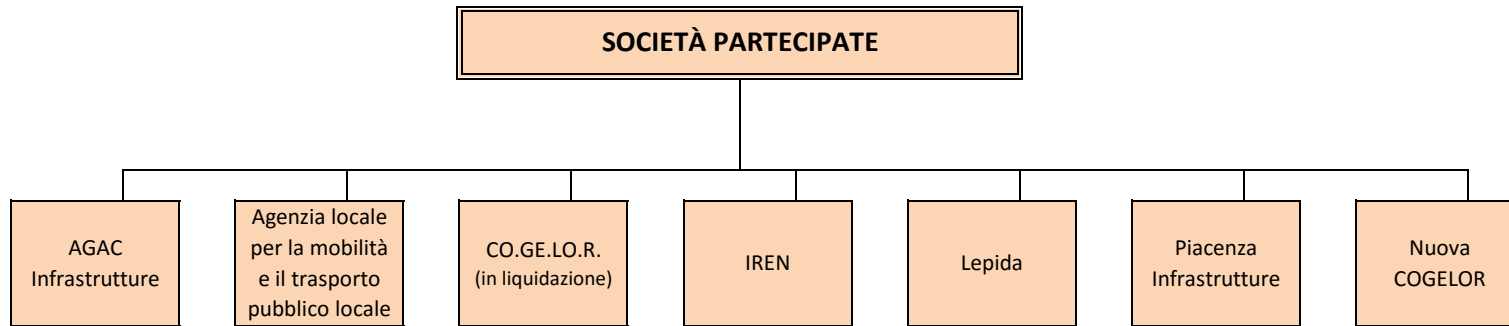 SOCIETÀ PARTECIPATE
AGAC
Infrastrutture
Agenzia locale
per la mobilità
e il trasporto
pubblico locale
CO.GE.LO.R.
(in liquidazione)
IREN
Lepida
Piacenza
Infrastrutture
Nuova
COGELOR